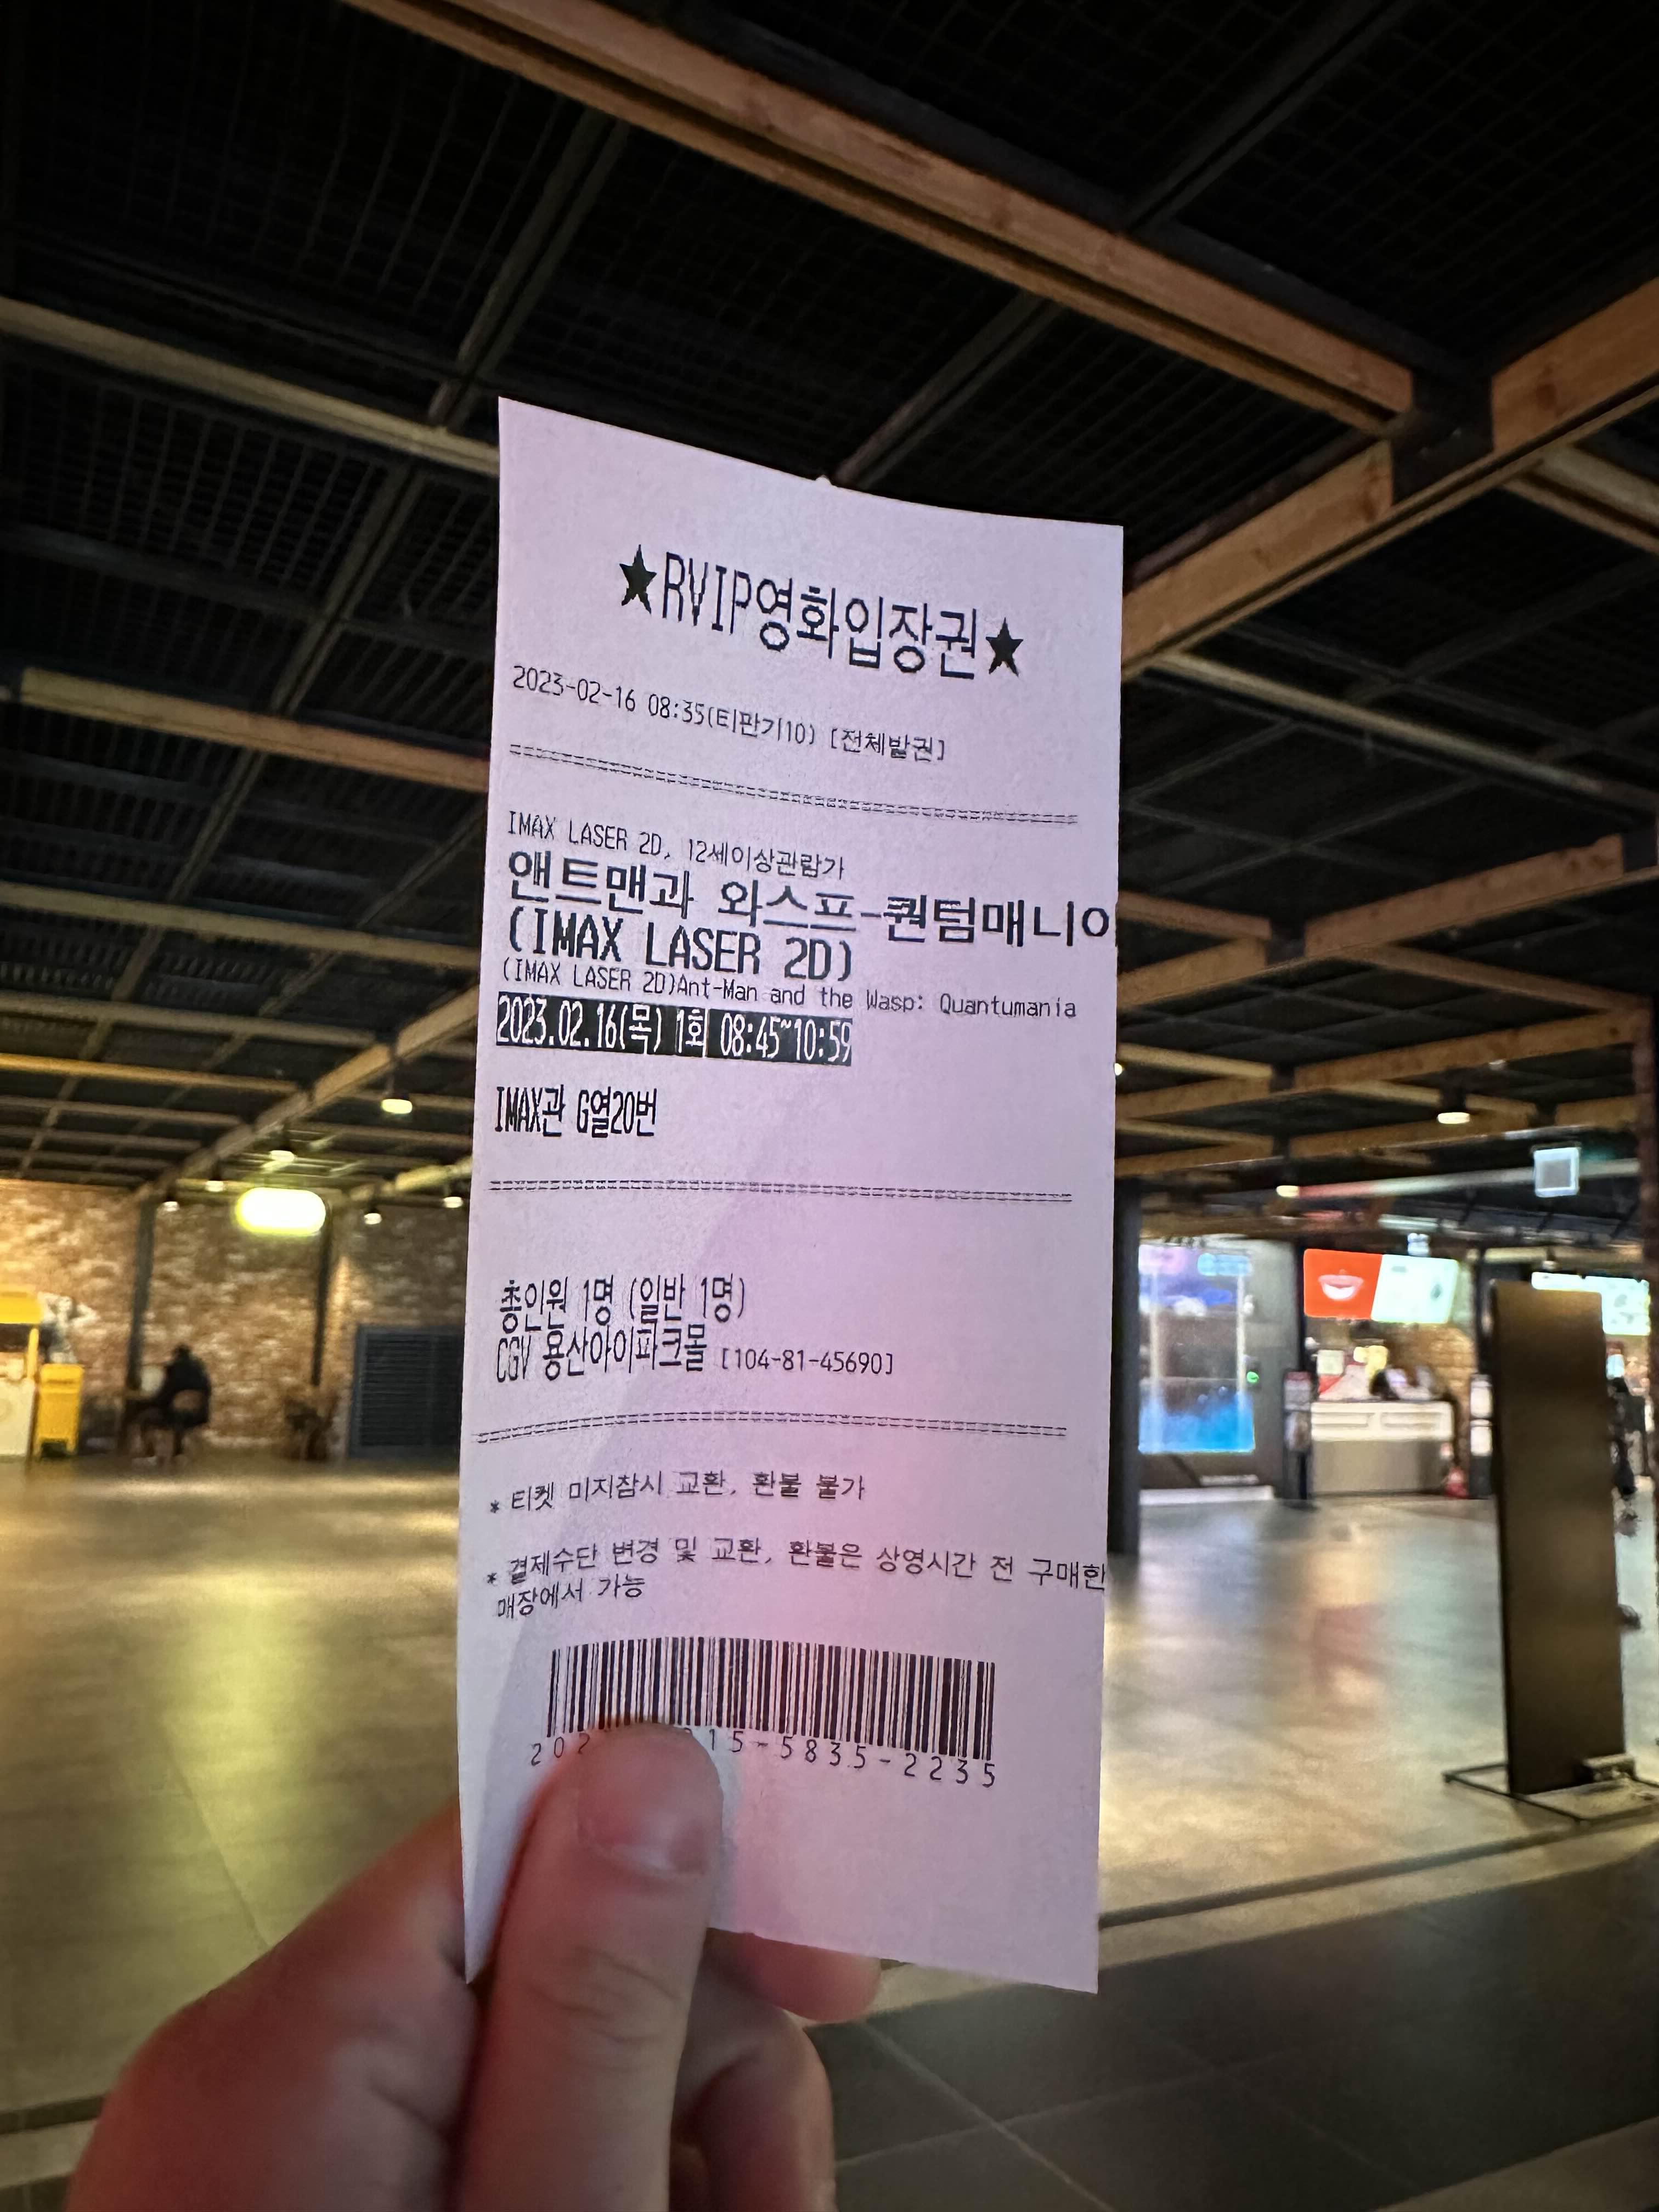 ★RVIP영화입장권★
2023-02-16 08:35(티판기10) [전체발권]
IMAX LASER 2D, 12세이상관람가
앤트맨과 와스프-퀀텀매니아
(IMAX LASER 2D)
(IMAX LASER 2D)Ant-Man and the Wasp: Quantumania
2023.02.16(목) 1회 08:45~10:59
IMAX관 G열20번
총인원 1명 (일반 1명)
CGV 용산아이파크몰 [104-81-45690]
* 티켓 미지참시 교환, 환불 불가
* 결제수단 변경 및 교환, 환불은 상영시간 전 구매한
매장에서 가능
15-5835-2235